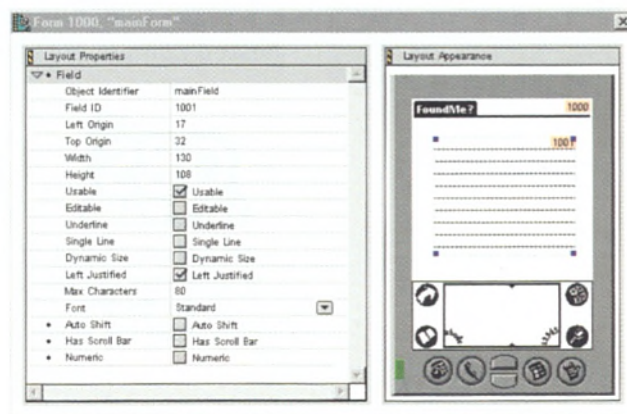 Form 1000, "mainForm"
Layout Properties
Field
Object Identifier mainField
Field ID 1001
Left Origin 17
Top Origin 32
Width 130
Height 108
Usable Usable
Editable Editable
Underline Underline
Single Line Single Line
Dynamic Size Dynamic Size
Left Justified Left Justified
Max Characters 80
Font Standard
Auto Shift Auto Shift
Has Scroll Bar Has Scroll Bar
Numeric Numeric
Layout Appearance
FoundMe? 1000
1001